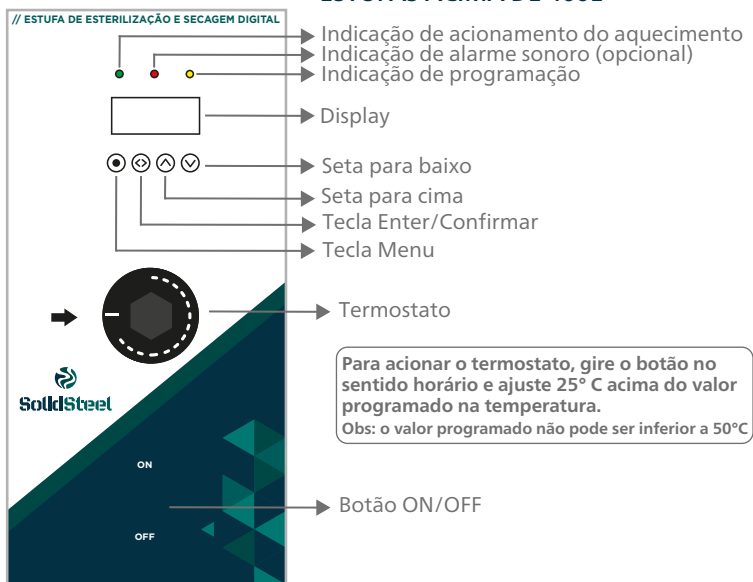 // ESTUFA DE ESTERILIZAÇÃO E SECAGEM DIGITAL
Indicação de acionamento do aquecimento
Indicação de alarme sonoro (opcional)
Indicação de programação
Display
Seta para baixo
Seta para cima
Tecla Enter/Confirmar
Tecla Menu
Termostato
SolidSteel
Para acionar o termostato, gire o botão no
sentido horário e ajuste 25° C acima do valor
programado na temperatura.
Obs: o valor programado não pode ser inferior a 50°C
ON
Botão ON/OFF
OFF